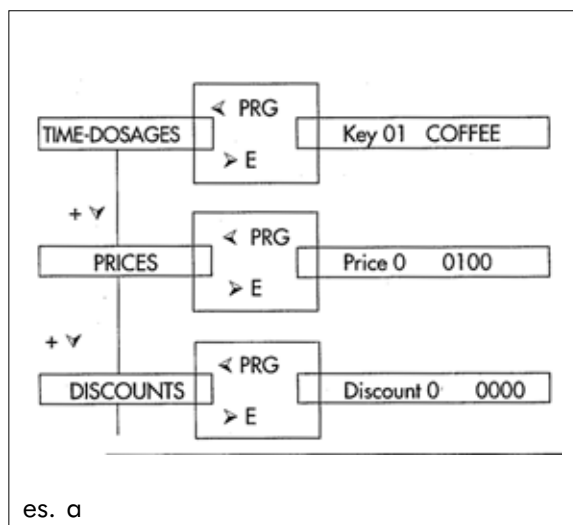 ⮜ PRG
TIME-DOSAGES Key 01 COFFEE
⮞ E
+ ⮟
⮜ PRG
PRICES Price 0 0100
⮞ E
+ ⮟
⮜ PRG
DISCOUNTS Discount 0 0000
⮞ E
es. a